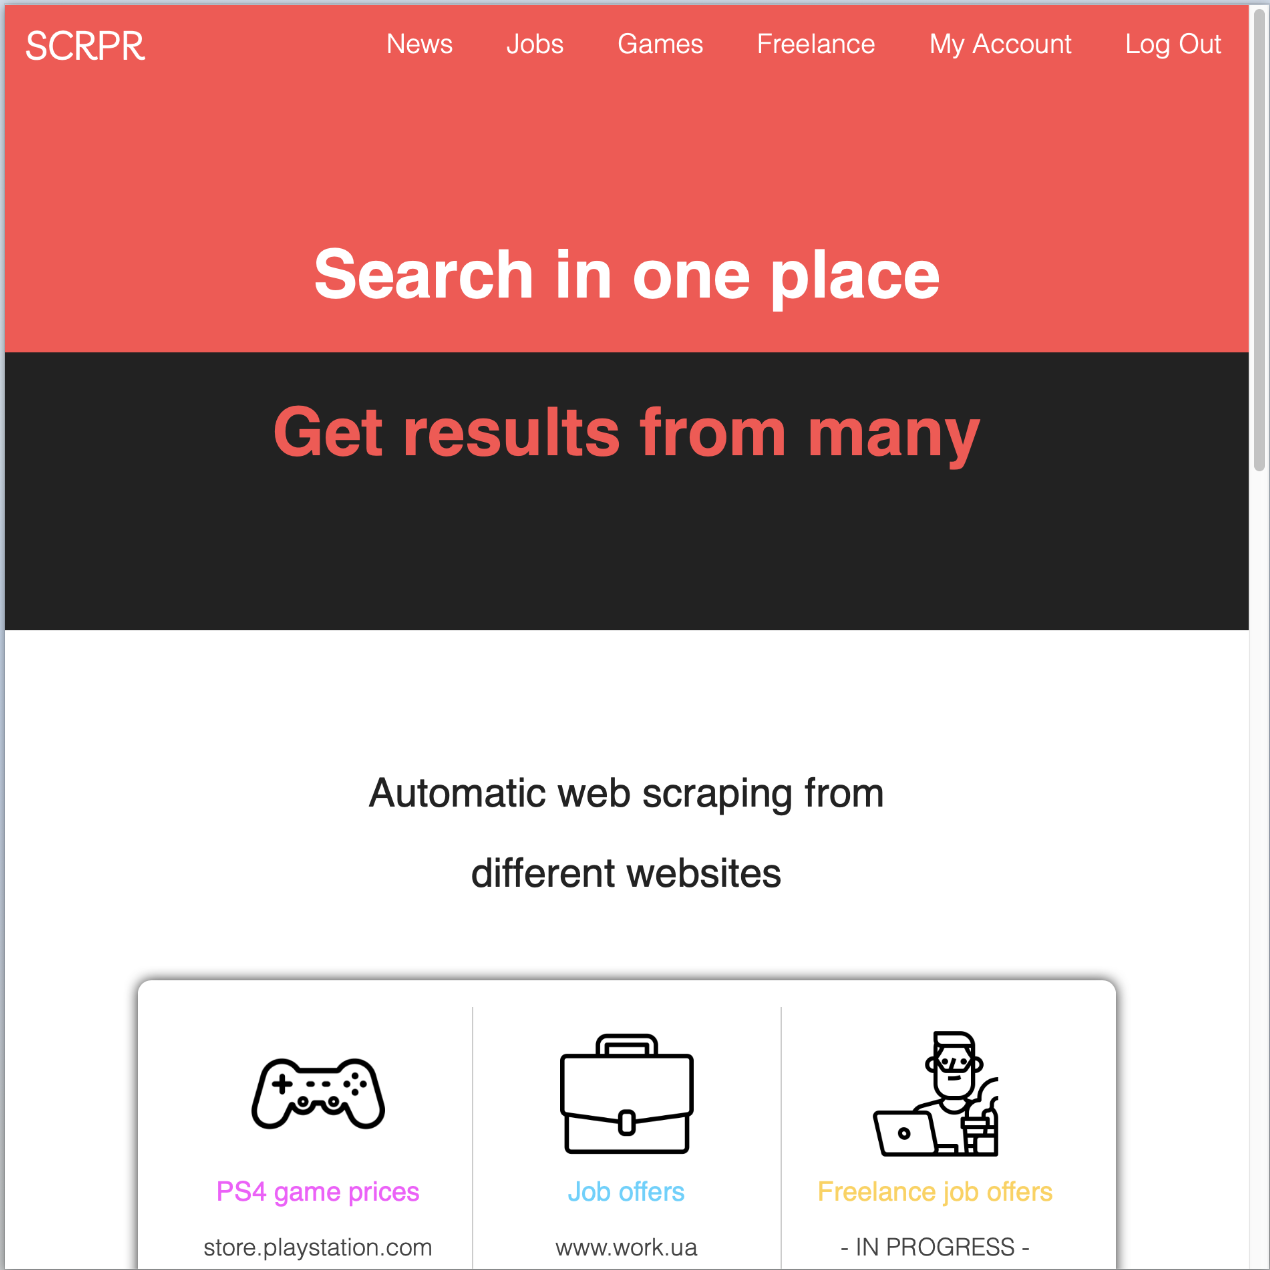 SCRPR
News Jobs Games Freelance My Account Log Out
Search in one place
Get results from many
Automatic web scraping from
different websites
PS4 game prices
store.playstation.com
Job offers
www.work.ua
Freelance job offers
- IN PROGRESS -